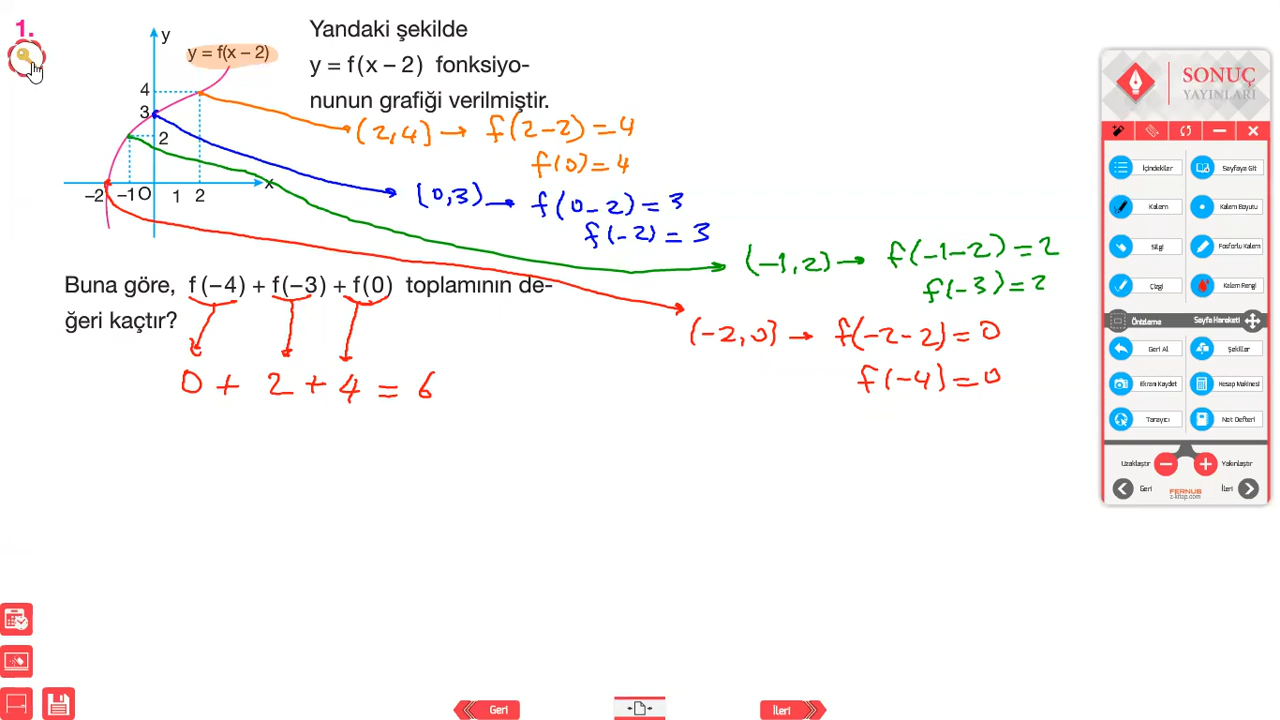 1.
y
y = f(x – 2)
4
3
2
x
–2 –1 O 1 2
Yandaki şekilde
y = f(x – 2) fonksiyo-
nunun grafiği verilmiştir.
(2,4] → f(2-2) = 4
f(0) = 4
(0,3) → f(0-2) = 3
f(-2) = 3
(-1,2) → f(-1-2) = 2
f(-3) = 2
(-2,0] → f(-2-2) = 0
f(-4) = 0
Buna göre, f(–4) + f(–3) + f(0) toplamının de-
ğeri kaçtır?
0 + 2 + 4 = 6
SONUÇ
YAYINLARI
İçindekiler
Sayfaya Git
Kalem
Kalem Boyutu
Silgi
Fosforlu Kalem
Çizgi
Kalem Rengi
Önizleme
Sayfa Hareketi
Geri Al
Şekiller
Ekran Kaydet
Hesap Makinesi
Tarayıcı
Not Defteri
Uzaklaştır
Yakınlaştır
Geri
FERNUS
z-kitap.com
İleri
Geri
İleri